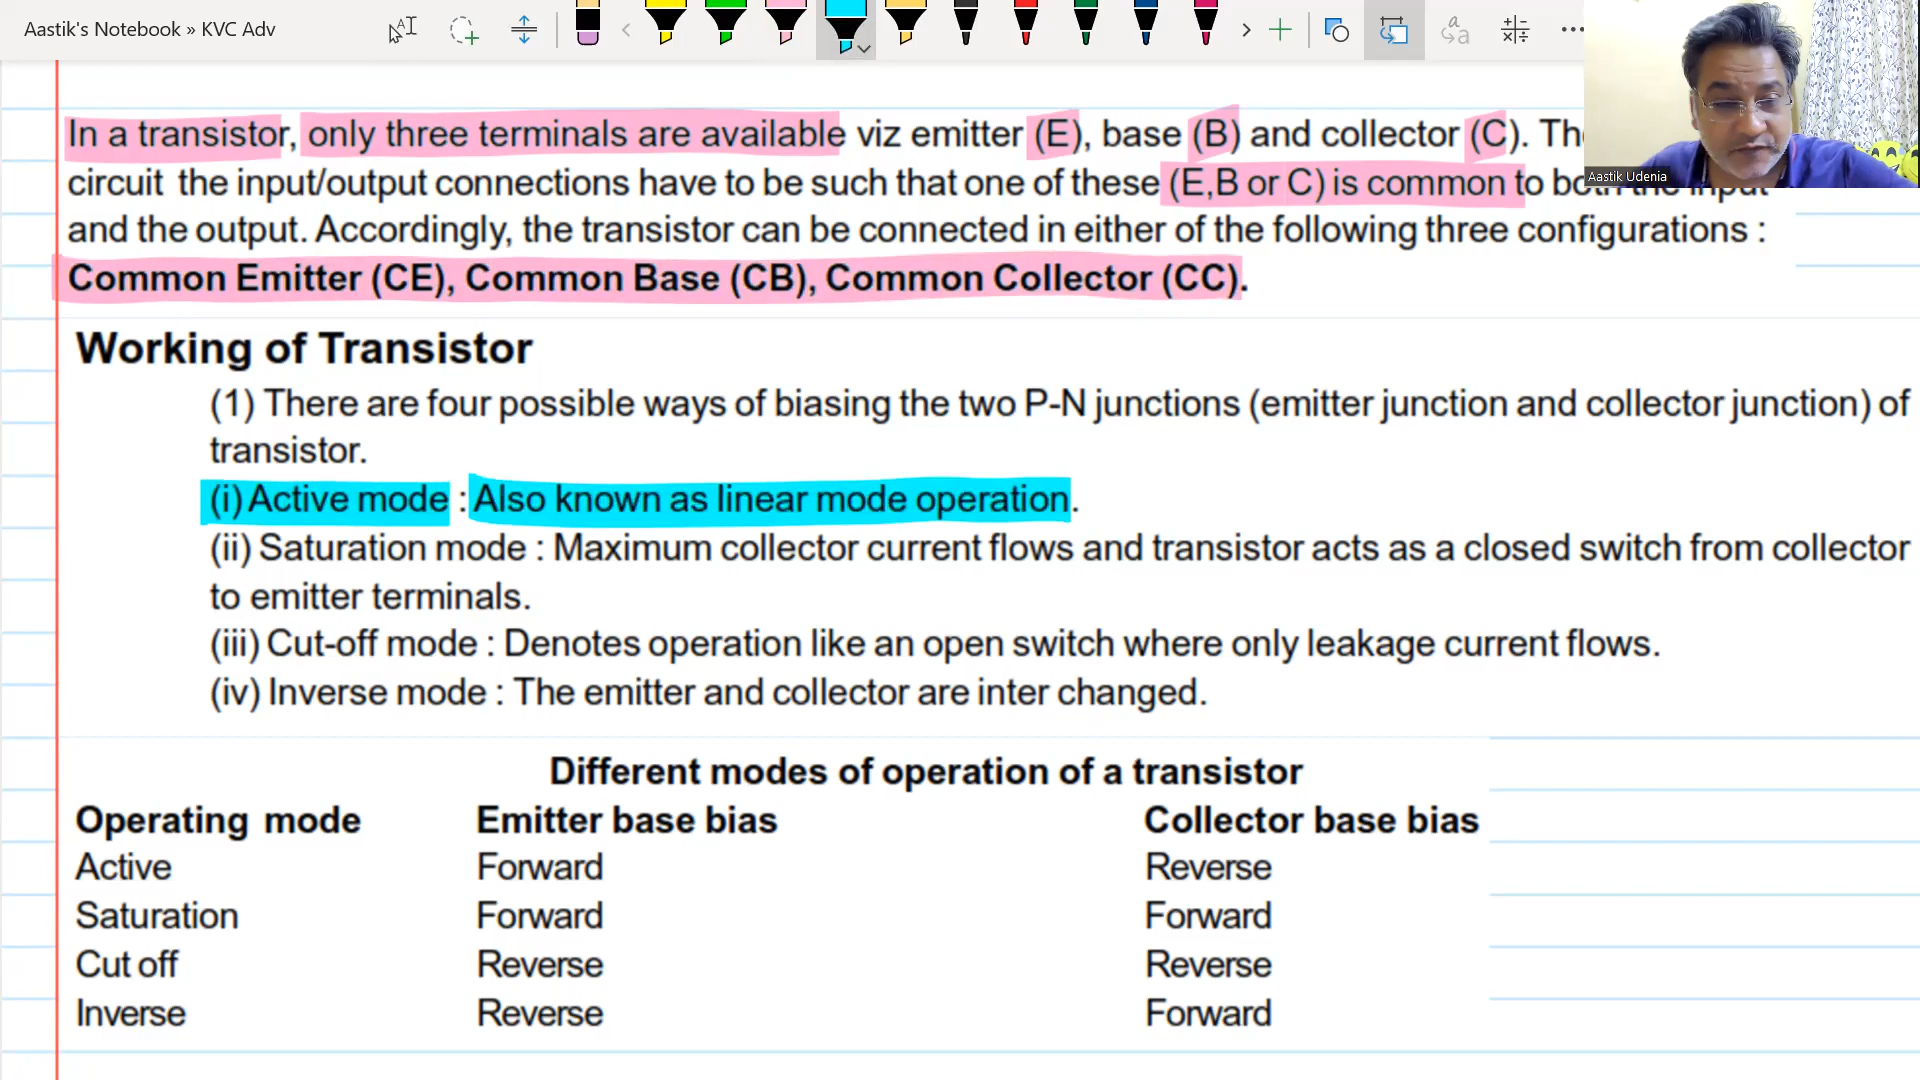 Aastik's Notebook » KVC Adv
In a transistor, only three terminals are available viz emitter (E), base (B) and collector (C).
Aastik Udenia
circuit the input/output connections have to be such that one of these (E,B or C) is common to both the input
and the output. Accordingly, the transistor can be connected in either of the following three configurations :
Common Emitter (CE), Common Base (CB), Common Collector (CC).
Working of Transistor
(1) There are four possible ways of biasing the two P-N junctions (emitter junction and collector junction) of
transistor.
(i) Active mode : Also known as linear mode operation.
(ii) Saturation mode : Maximum collector current flows and transistor acts as a closed switch from collector
to emitter terminals.
(iii) Cut-off mode : Denotes operation like an open switch where only leakage current flows.
(iv) Inverse mode : The emitter and collector are inter changed.
Different modes of operation of a transistor
Operating mode Emitter base bias Collector base bias
Active Forward Reverse
Saturation Forward Forward
Cut off Reverse Reverse
Inverse Reverse Forward